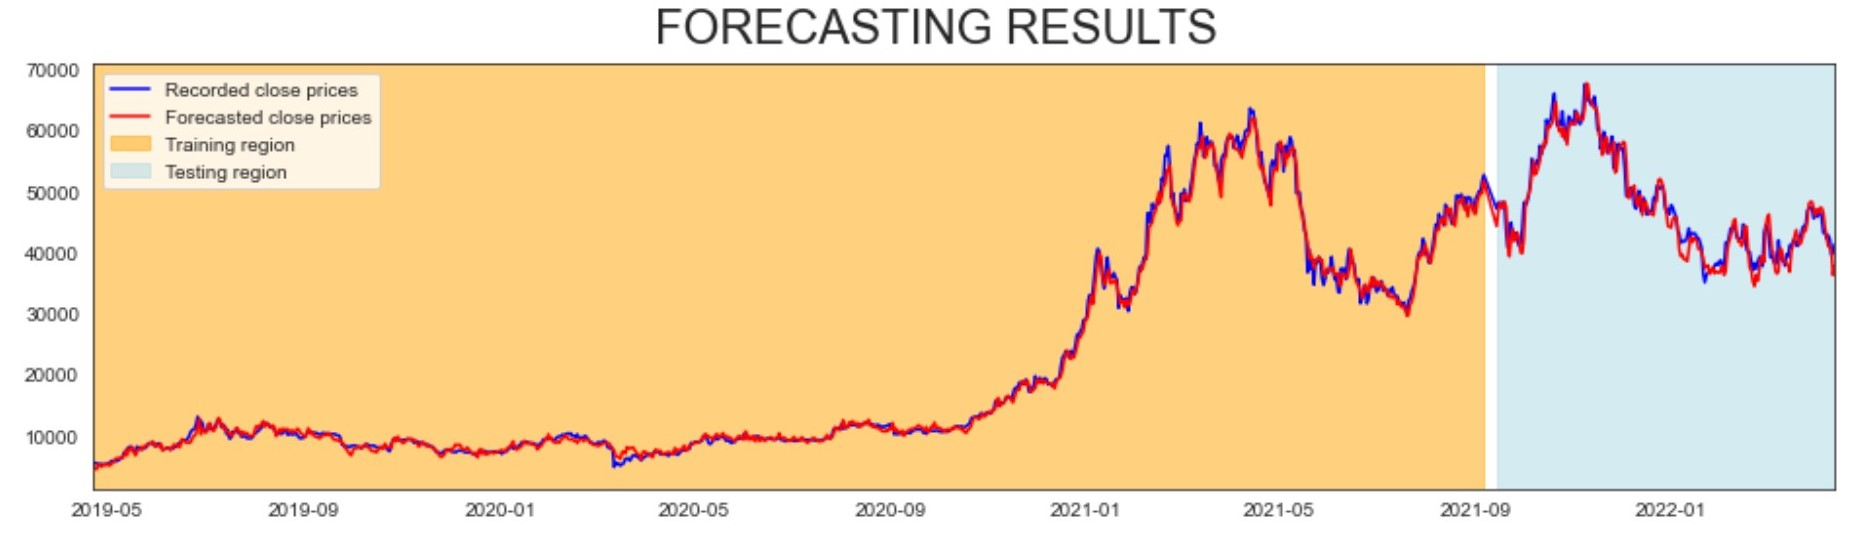 FORECASTING RESULTS
70000
60000
50000
40000
30000
20000
10000
Recorded close prices
Forecasted close prices
Training region
Testing region
2019-05 2019-09 2020-01 2020-05 2020-09 2021-01 2021-05 2021-09 2022-01